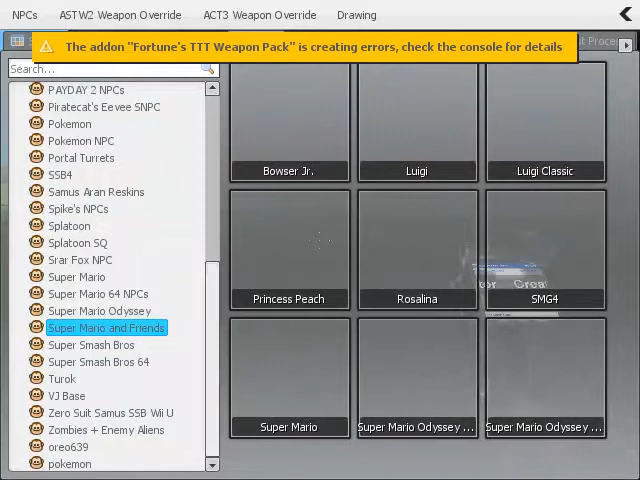 NPCs ASTW2 Weapon Override ACT3 Weapon Override Drawing
The addon "Fortune's TTT Weapon Pack" is creating errors, check the console for details
Search...
PAYDAY 2 NPCs
Piratecat's Eevee SNPC
Pokemon
Pokemon NPC
Portal Turrets
SSB4
Samus Aran Reskins
Spike's NPCs
Splatoon
Splatoon SQ
Srar Fox NPC
Super Mario
Super Mario 64 NPCs
Super Mario Odyssey
Super Mario and Friends
Super Smash Bros
Super Smash Bros 64
Turok
VJ Base
Zero Suit Samus SSB Wii U
Zombies + Enemy Aliens
oreo639
pokemon
Bowser Jr. Luigi Luigi Classic
Princess Peach Rosalina SMG4
Super Mario Super Mario Odyssey ... Super Mario Odyssey ...